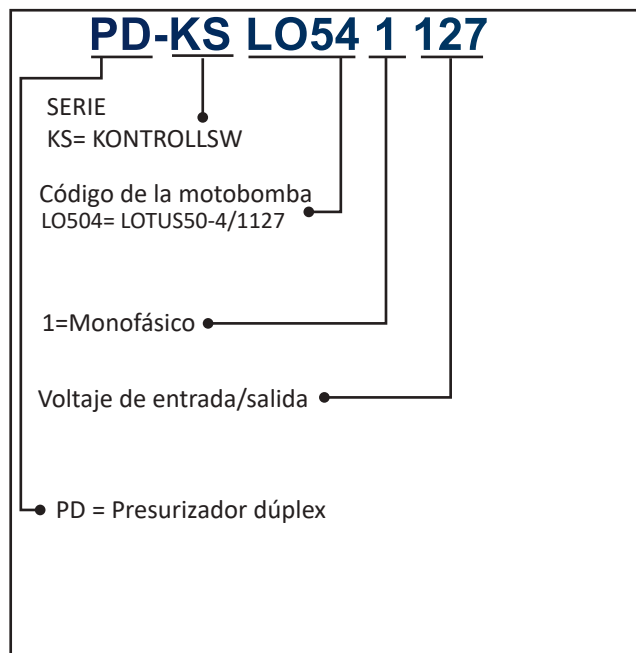 PD-KS LO54 1 127
SERIE
KS= KONTROLLSW
Código de la motobomba
LO504= LOTUS50-4/1127
1=Monofásico
Voltaje de entrada/salida
PD = Presurizador dúplex